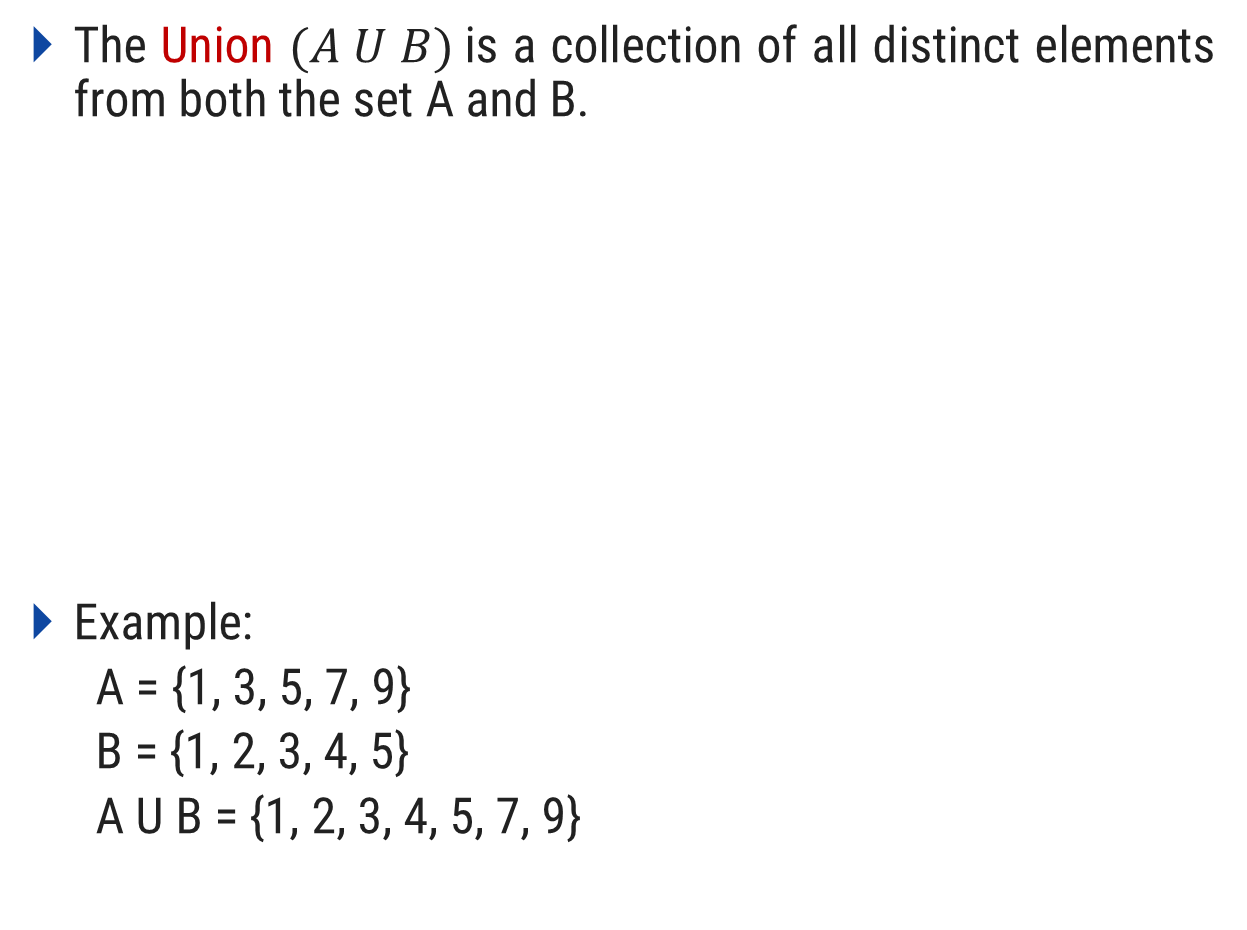 The Union (A U B) is a collection of all distinct elements
from both the set A and B.
Example:
A = {1, 3, 5, 7, 9}
B = {1, 2, 3, 4, 5}
A U B = {1, 2, 3, 4, 5, 7, 9}